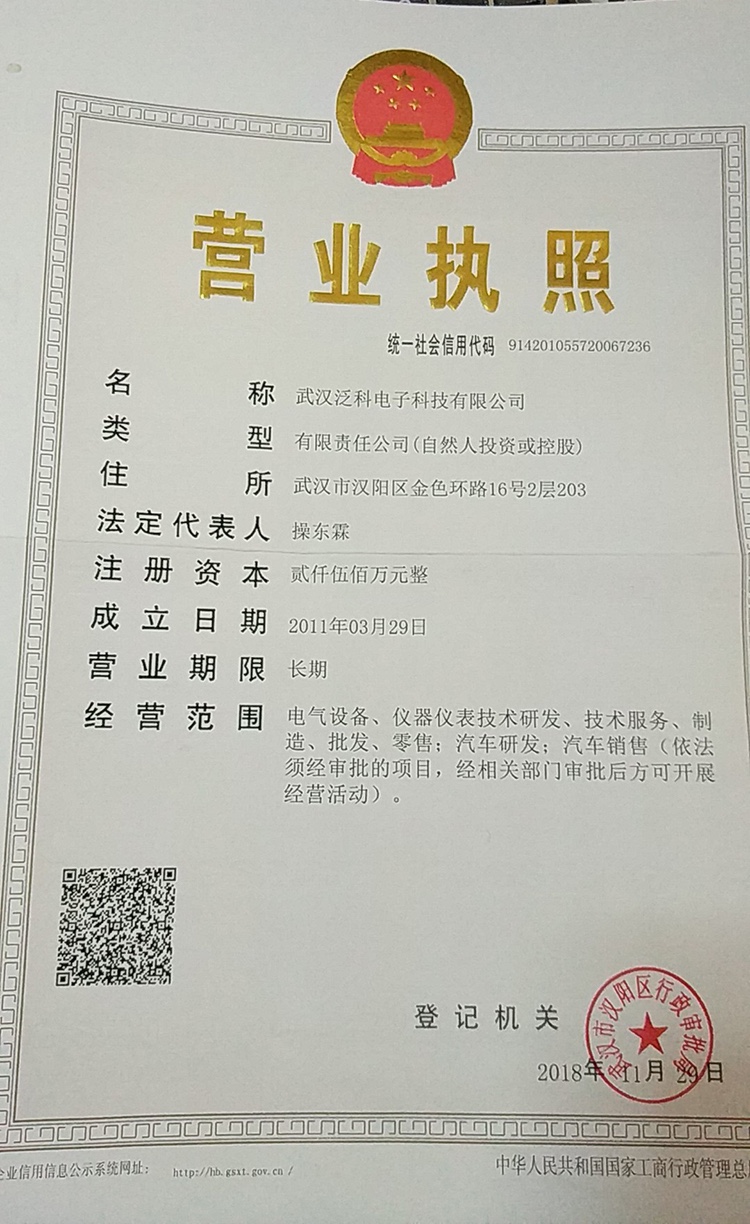 营业执照
统一社会信用代码 914201055720067236
名称 武汉泛科电子科技有限公司
类型 有限责任公司(自然人投资或控股)
住所 武汉市汉阳区金色环路16号2层203
法定代表人 操东霖
注册资本 贰仟伍佰万元整
成立日期 2011年03月29日
营业期限 长期
经营范围 电气设备、仪器仪表技术研发、技术服务、制
造、批发、零售；汽车研发；汽车销售（依法
须经审批的项目，经相关部门审批后方可开展
经营活动）。
登记机关
武汉市汉阳区行政审批局
2018年11月29日
企业信用信息公示系统网址： http://hb.gsxt.gov.cn/
中华人民共和国国家工商行政管理总局